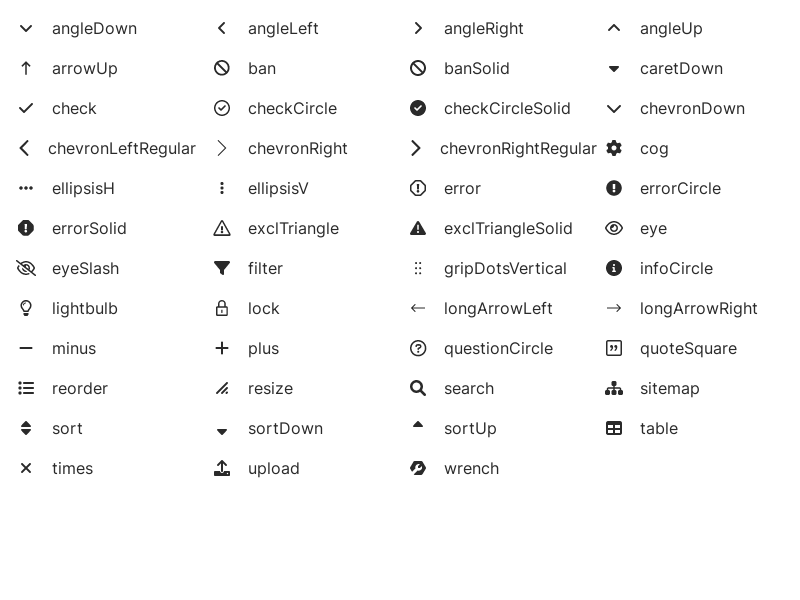 angleDown angleLeft angleRight angleUp
arrowUp ban banSolid caretDown
check checkCircle checkCircleSolid chevronDown
chevronLeftRegular chevronRight chevronRightRegular cog
ellipsisH ellipsisV error errorCircle
errorSolid exclTriangle exclTriangleSolid eye
eyeSlash filter gripDotsVertical infoCircle
lightbulb lock longArrowLeft longArrowRight
minus plus questionCircle quoteSquare
reorder resize search sitemap
sort sortDown sortUp table
times upload wrench